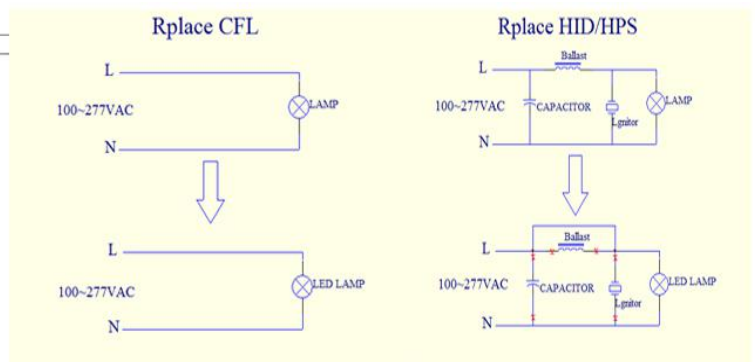 Rplace CFL
L
100~277VAC
LAMP
N
L
100~277VAC
LED LAMP
N
Rplace HID/HPS
Ballast
L
100~277VAC
CAPACITOR
Lgnitor
LAMP
N
Ballast
L
100~277VAC
CAPACITOR
Lgnitor
LED LAMP
N